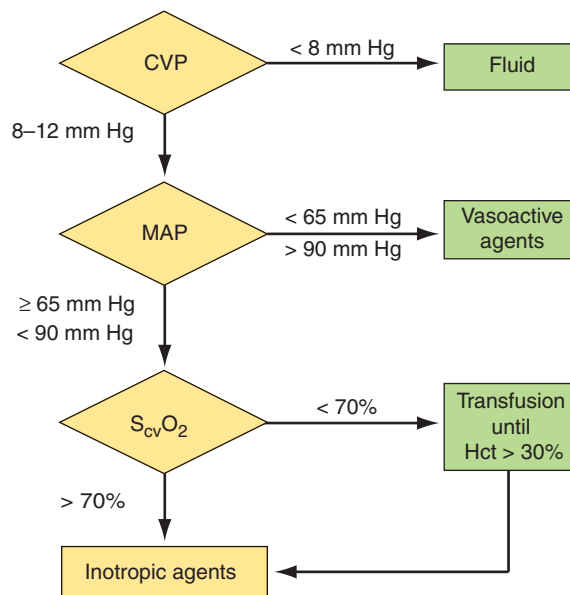 CVP
< 8 mm Hg
Fluid
8–12 mm Hg
MAP
< 65 mm Hg
> 90 mm Hg
Vasoactive
agents
≥ 65 mm Hg
< 90 mm Hg
ScvO2
< 70%
Transfusion
until
Hct > 30%
> 70%
Inotropic agents